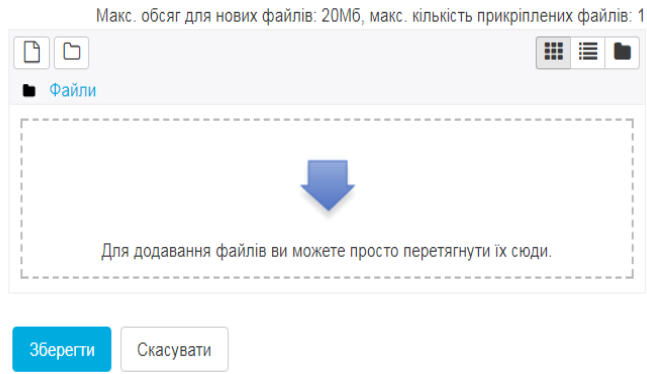 Макс. обсяг для нових файлів: 20Мб, макс. кількість прикріплених файлів: 1
Файли
Для додавання файлів ви можете просто перетягнути їх сюди.
Зберегти Скасувати